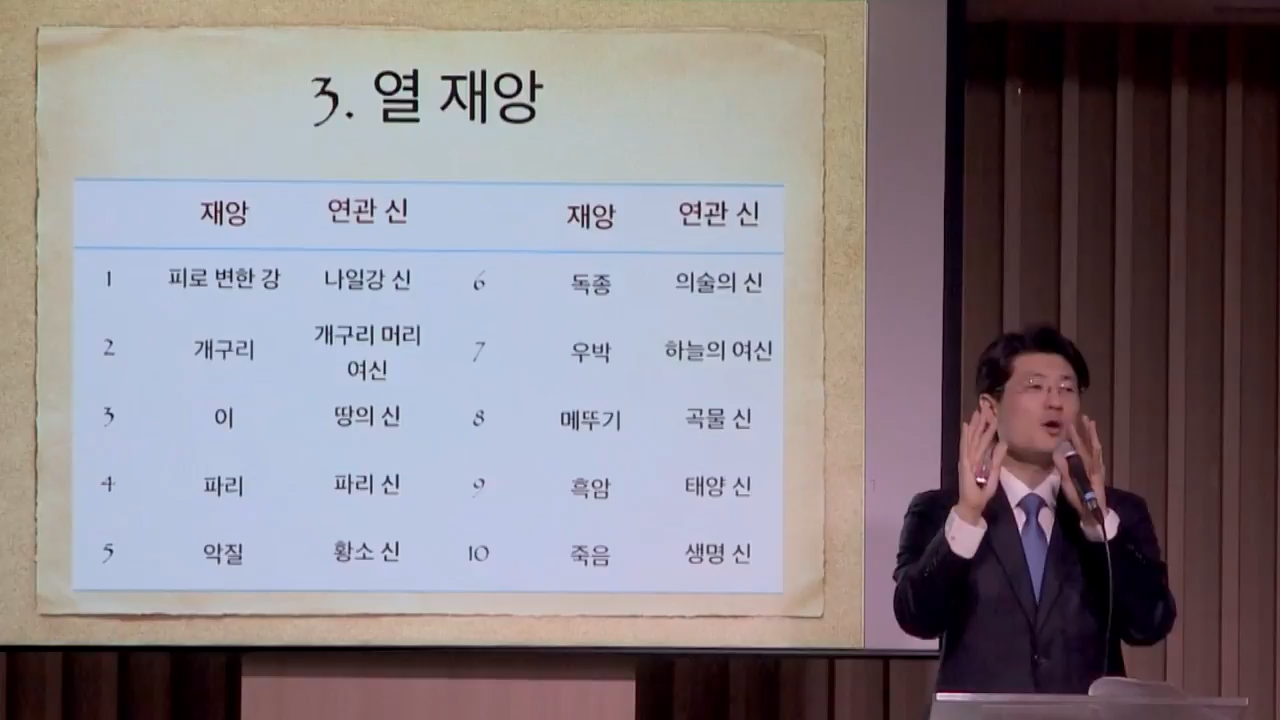 3. 열 재앙
재앙 연관 신 재앙 연관 신
1 피로 변한 강 나일강 신 6 독종 의술의 신
2 개구리 개구리 머리 여신 7 우박 하늘의 여신
3 이 땅의 신 8 메뚜기 곡물 신
4 파리 파리 신 9 흑암 태양 신
5 악질 황소 신 10 죽음 생명 신